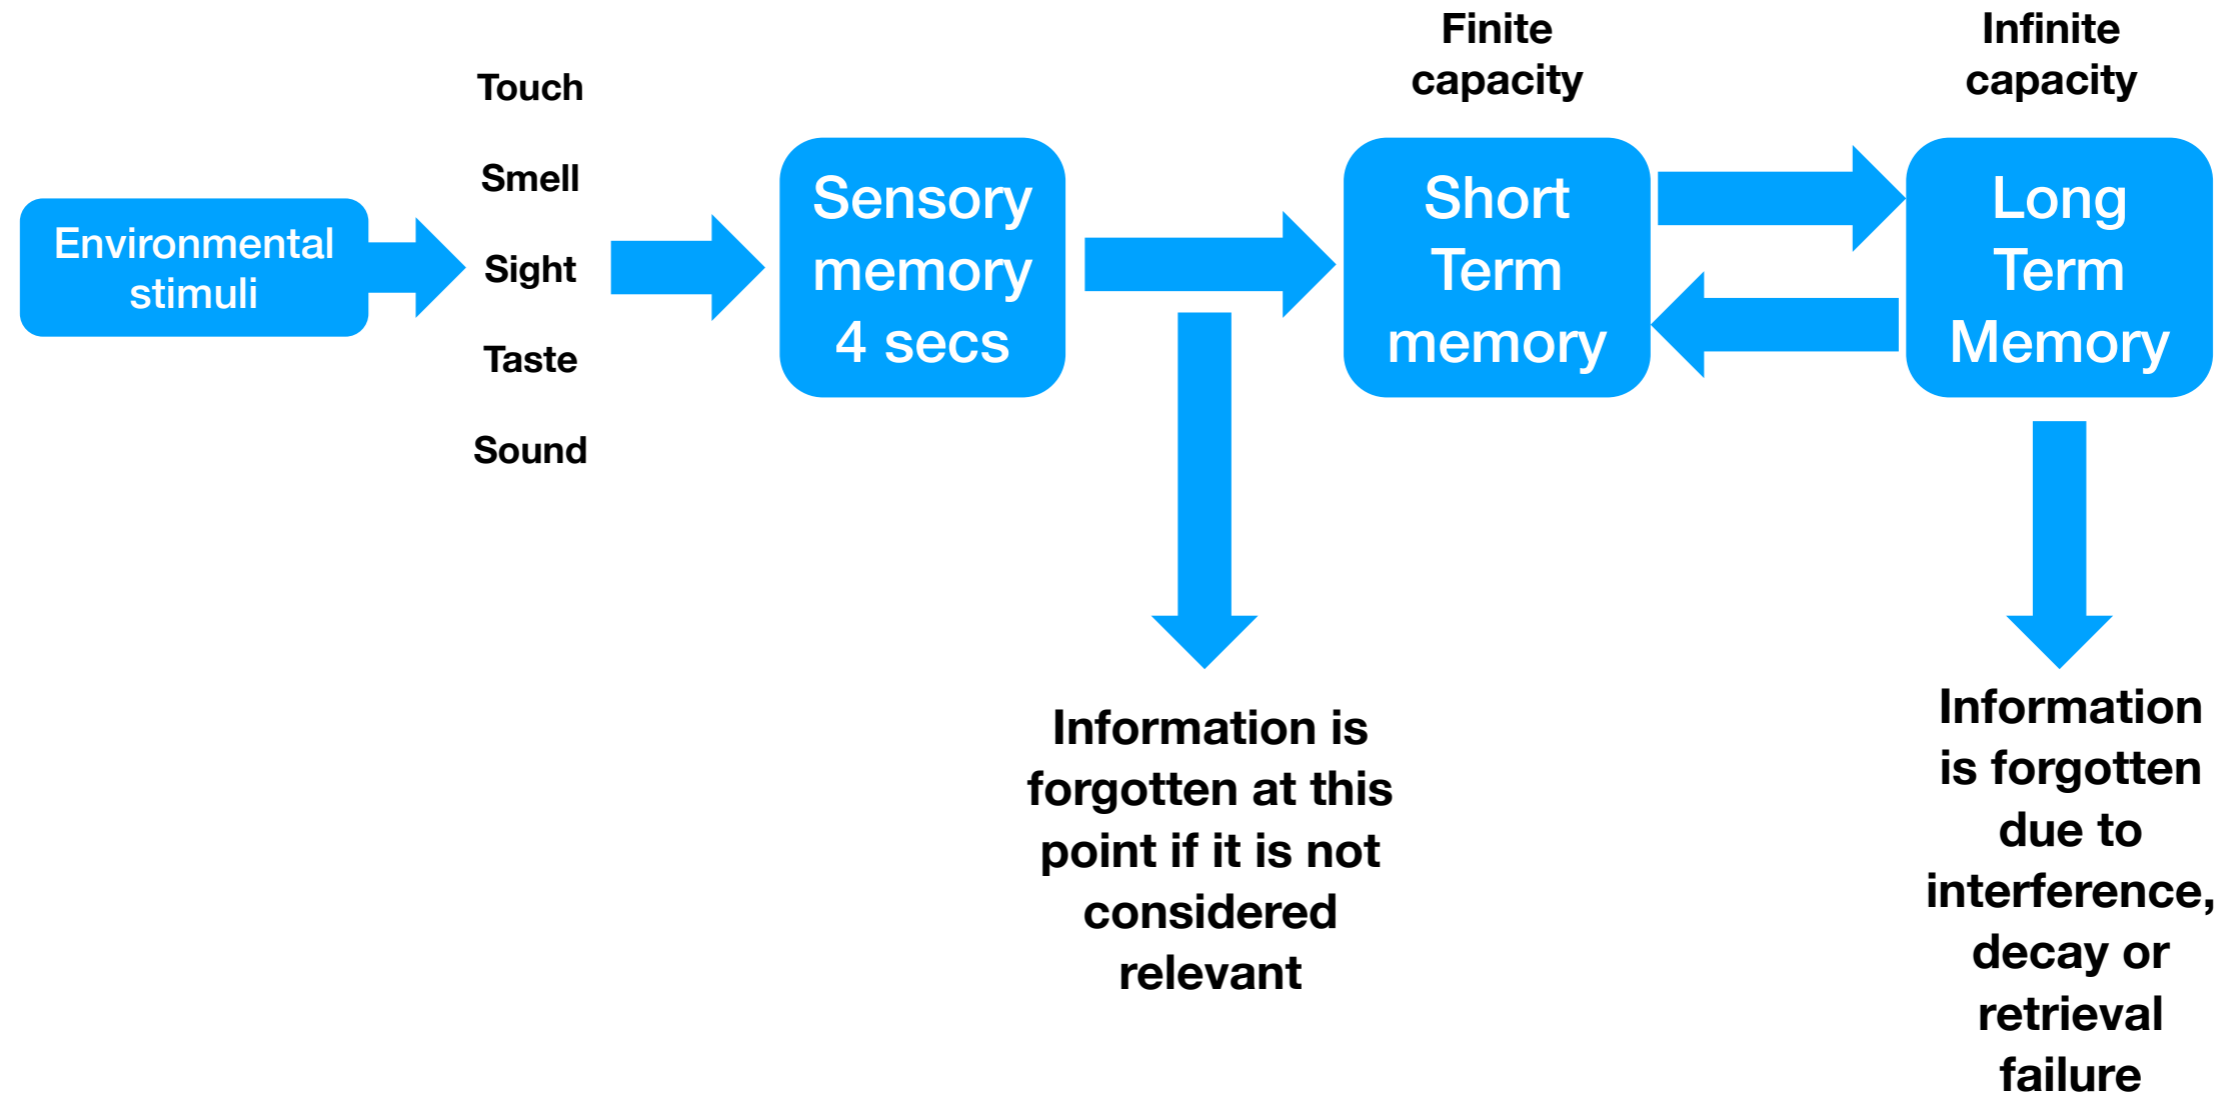 Environmental
stimuli
Touch
Smell
Sight
Taste
Sound
Sensory
memory
4 secs
Information is
forgotten at this
point if it is not
considered
relevant
Finite
capacity
Short
Term
memory
Infinite
capacity
Long
Term
Memory
Information
is forgotten
due to
interference,
decay or
retrieval
failure